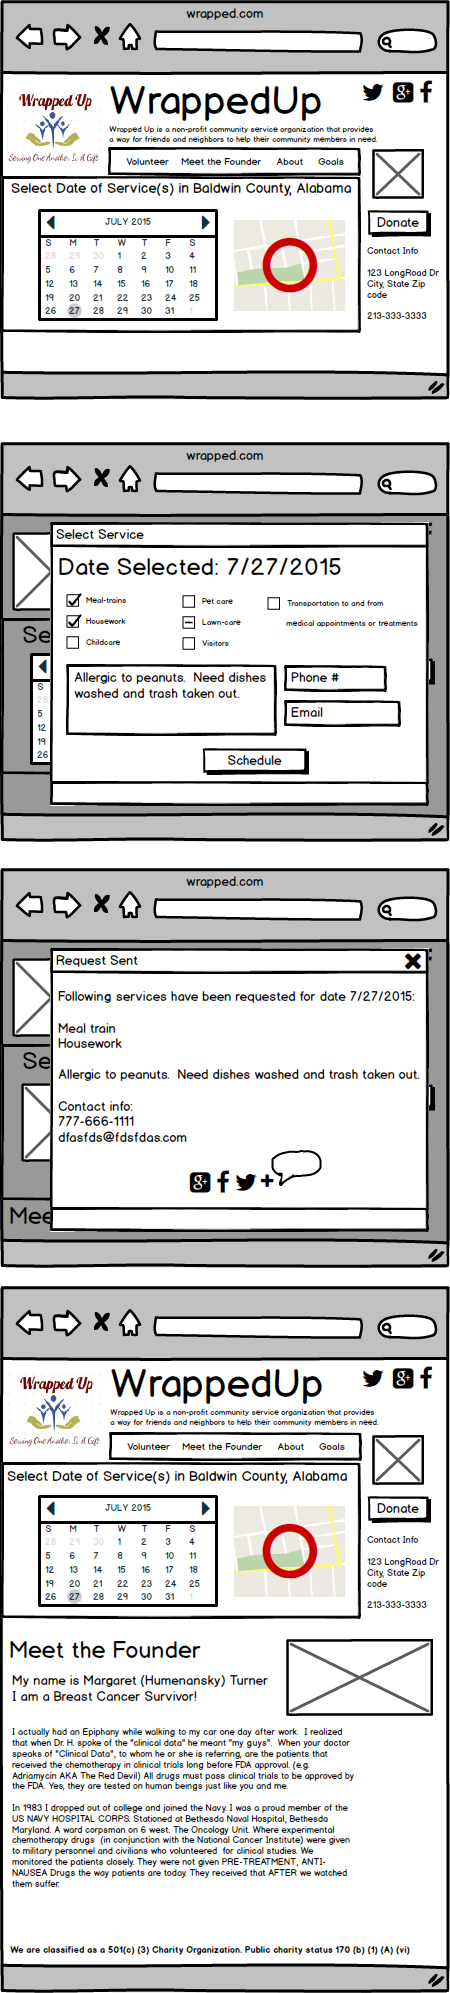 wrapped.com
Wrapped Up
Serving One Another Is A Gift
WrappedUp
Wrapped Up is a non-profit community service organization that provides
a way for friends and neighbors to help their community members in need.
Volunteer Meet the Founder About Goals
Select Date of Service(s) in Baldwin County, Alabama
JULY 2015
S M T W T F S
28 29 30 1 2 3 4
5 6 7 8 9 10 11
12 13 14 15 16 17 18
19 20 21 22 23 24 25
26 27 28 29 30 31 1
Donate
Contact Info
123 LongRoad Dr
City, State Zip
code
213-333-3333
wrapped.com
Select Service
Date Selected: 7/27/2015
Meal-trains Pet care Transportation to and from
Housework Lawn-care medical appointments or treatments
Childcare Visitors
Allergic to peanuts. Need dishes
washed and trash taken out.
Phone #
Email
Schedule
Se
S
28
5
12
19
26
wrapped.com
Request Sent
Following services have been requested for date 7/27/2015:
Meal train
Housework
Allergic to peanuts. Need dishes washed and trash taken out.
Contact info:
777-666-1111
dfasfds@fdsfdas.com
Se
Mee
Wrapped Up
Serving One Another Is A Gift
WrappedUp
Wrapped Up is a non-profit community service organization that provides
a way for friends and neighbors to help their community members in need.
Volunteer Meet the Founder About Goals
Select Date of Service(s) in Baldwin County, Alabama
JULY 2015
S M T W T F S
28 29 30 1 2 3 4
5 6 7 8 9 10 11
12 13 14 15 16 17 18
19 20 21 22 23 24 25
26 27 28 29 30 31 1
Donate
Contact Info
123 LongRoad Dr
City, State Zip
code
213-333-3333
Meet the Founder
My name is Margaret (Humenansky) Turner
I am a Breast Cancer Survivor!
I actually had an Epiphany while walking to my car one day after work. I realized
that when Dr. H. spoke of the "clinical data" he meant "my guys". When your doctor
speaks of "Clinical Data", to whom he or she is referring, are the patients that
received the chemotherapy in clinical trials long before FDA approval. (e.g.
Adriamycin AKA The Red Devil) All drugs must pass clinical trials to be approved by
the FDA. Yes, they are tested on human beings just like you and me.
In 1983 I dropped out of college and joined the Navy. I was a proud member of the
US NAVY HOSPITAL CORPS. Stationed at Bethesda Naval Hospital, Bethesda
Maryland. A ward corpsman on 6 west. The Oncology Unit. Where experimental
chemotherapy drugs (in conjunction with the National Cancer Institute) were given
to military personnel and civilians who volunteered for clinical studies. We
monitored the patients closely. They were not given PRE-TREATMENT, ANTI-
NAUSEA Drugs the way patients are today. They received that AFTER we watched
them suffer.
We are classified as a 501(c) (3) Charity Organization. Public charity status 170 (b) (1) (A) (vi)